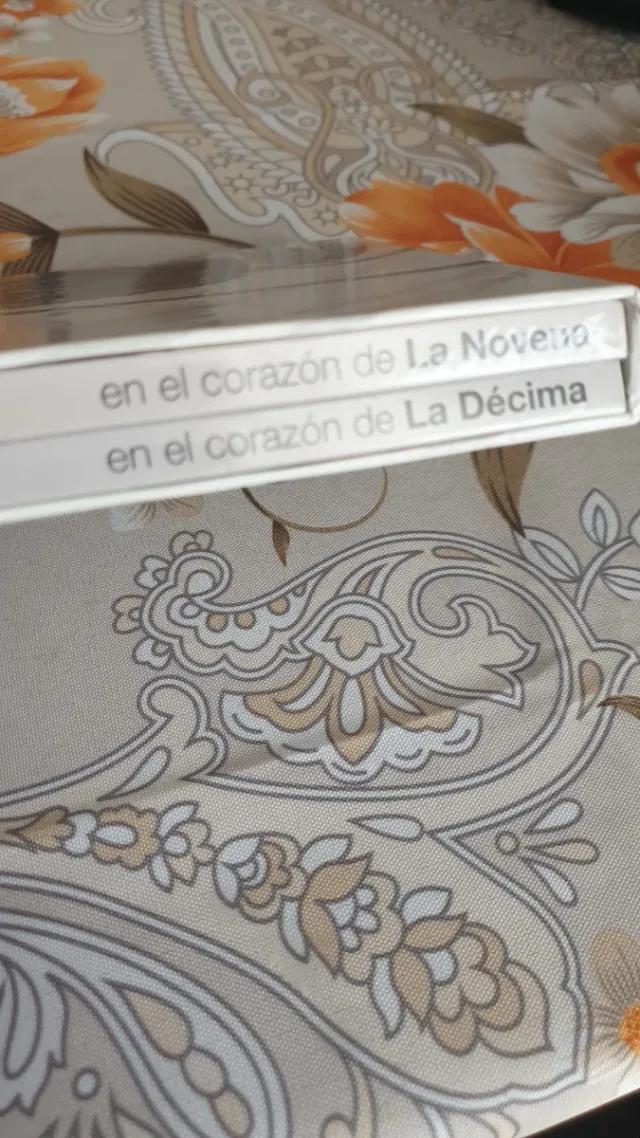 en el corazón de La Novena
en el corazón de La Décima